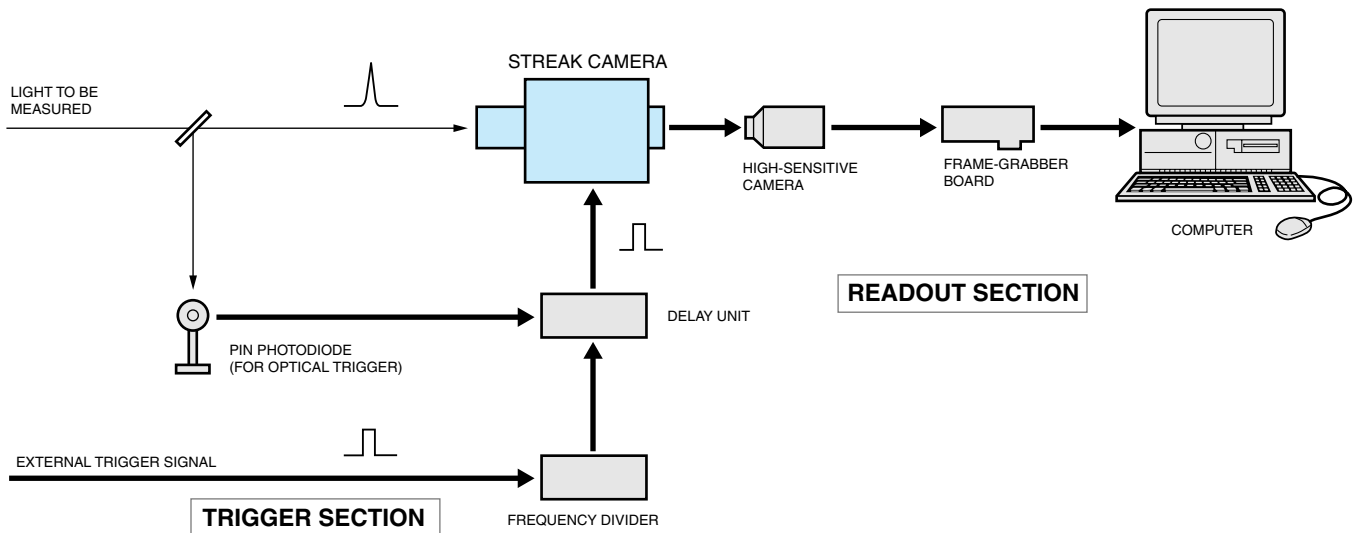 STREAK CAMERA
LIGHT TO BE
MEASURED
HIGH-SENSITIVE
CAMERA
FRAME-GRABBER
BOARD
COMPUTER
READOUT SECTION
DELAY UNIT
PIN PHOTODIODE
(FOR OPTICAL TRIGGER)
EXTERNAL TRIGGER SIGNAL
TRIGGER SECTION
FREQUENCY DIVIDER